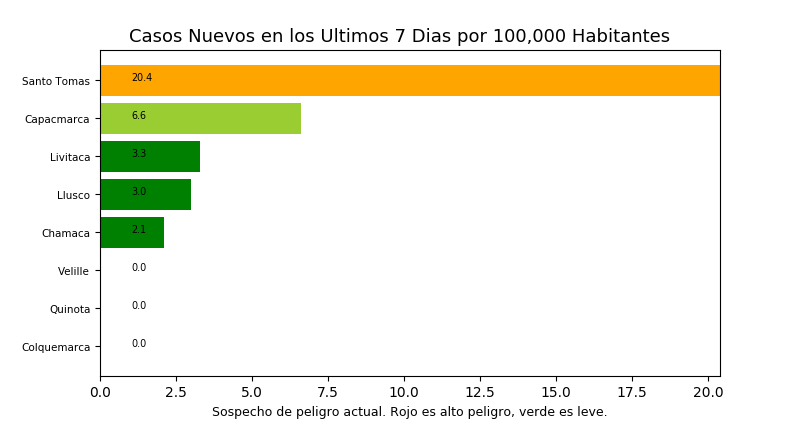 Casos Nuevos en los Ultimos 7 Dias por 100,000 Habitantes
Santo Tomas 20.4
Capacmarca 6.6
Livitaca 3.3
Llusco 3.0
Chamaca 2.1
Velille 0.0
Quinota 0.0
Colquemarca 0.0
0.0 2.5 5.0 7.5 10.0 12.5 15.0 17.5 20.0
Sospecho de peligro actual. Rojo es alto peligro, verde es leve.